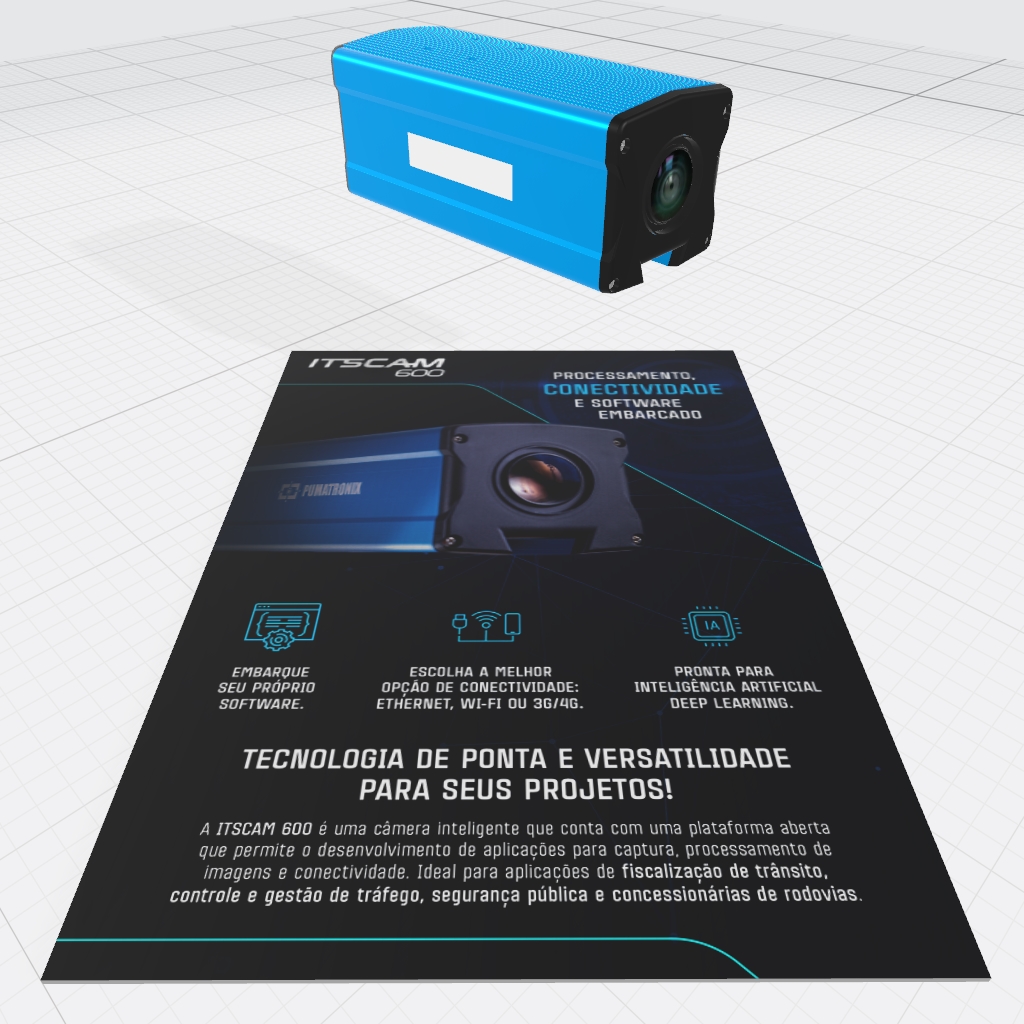 ITSCAM
600
PROCESSAMENTO,
CONECTIVIDADE
E SOFTWARE
EMBARCADO
PUMATRONIX
IA
EMBARQUE
SEU PRÓPRIO
SOFTWARE.
ESCOLHA A MELHOR
OPÇÃO DE CONECTIVIDADE:
ETHERNET, WI-FI OU 3G/4G.
PRONTA PARA
INTELIGÊNCIA ARTIFICIAL
DEEP LEARNING.
TECNOLOGIA DE PONTA E VERSATILIDADE
PARA SEUS PROJETOS!
A ITSCAM 600 é uma câmera inteligente que conta com uma plataforma aberta
que permite o desenvolvimento de aplicações para captura, processamento de
imagens e conectividade. Ideal para aplicações de fiscalização de trânsito,
controle e gestão de tráfego, segurança pública e concessionárias de rodovias.